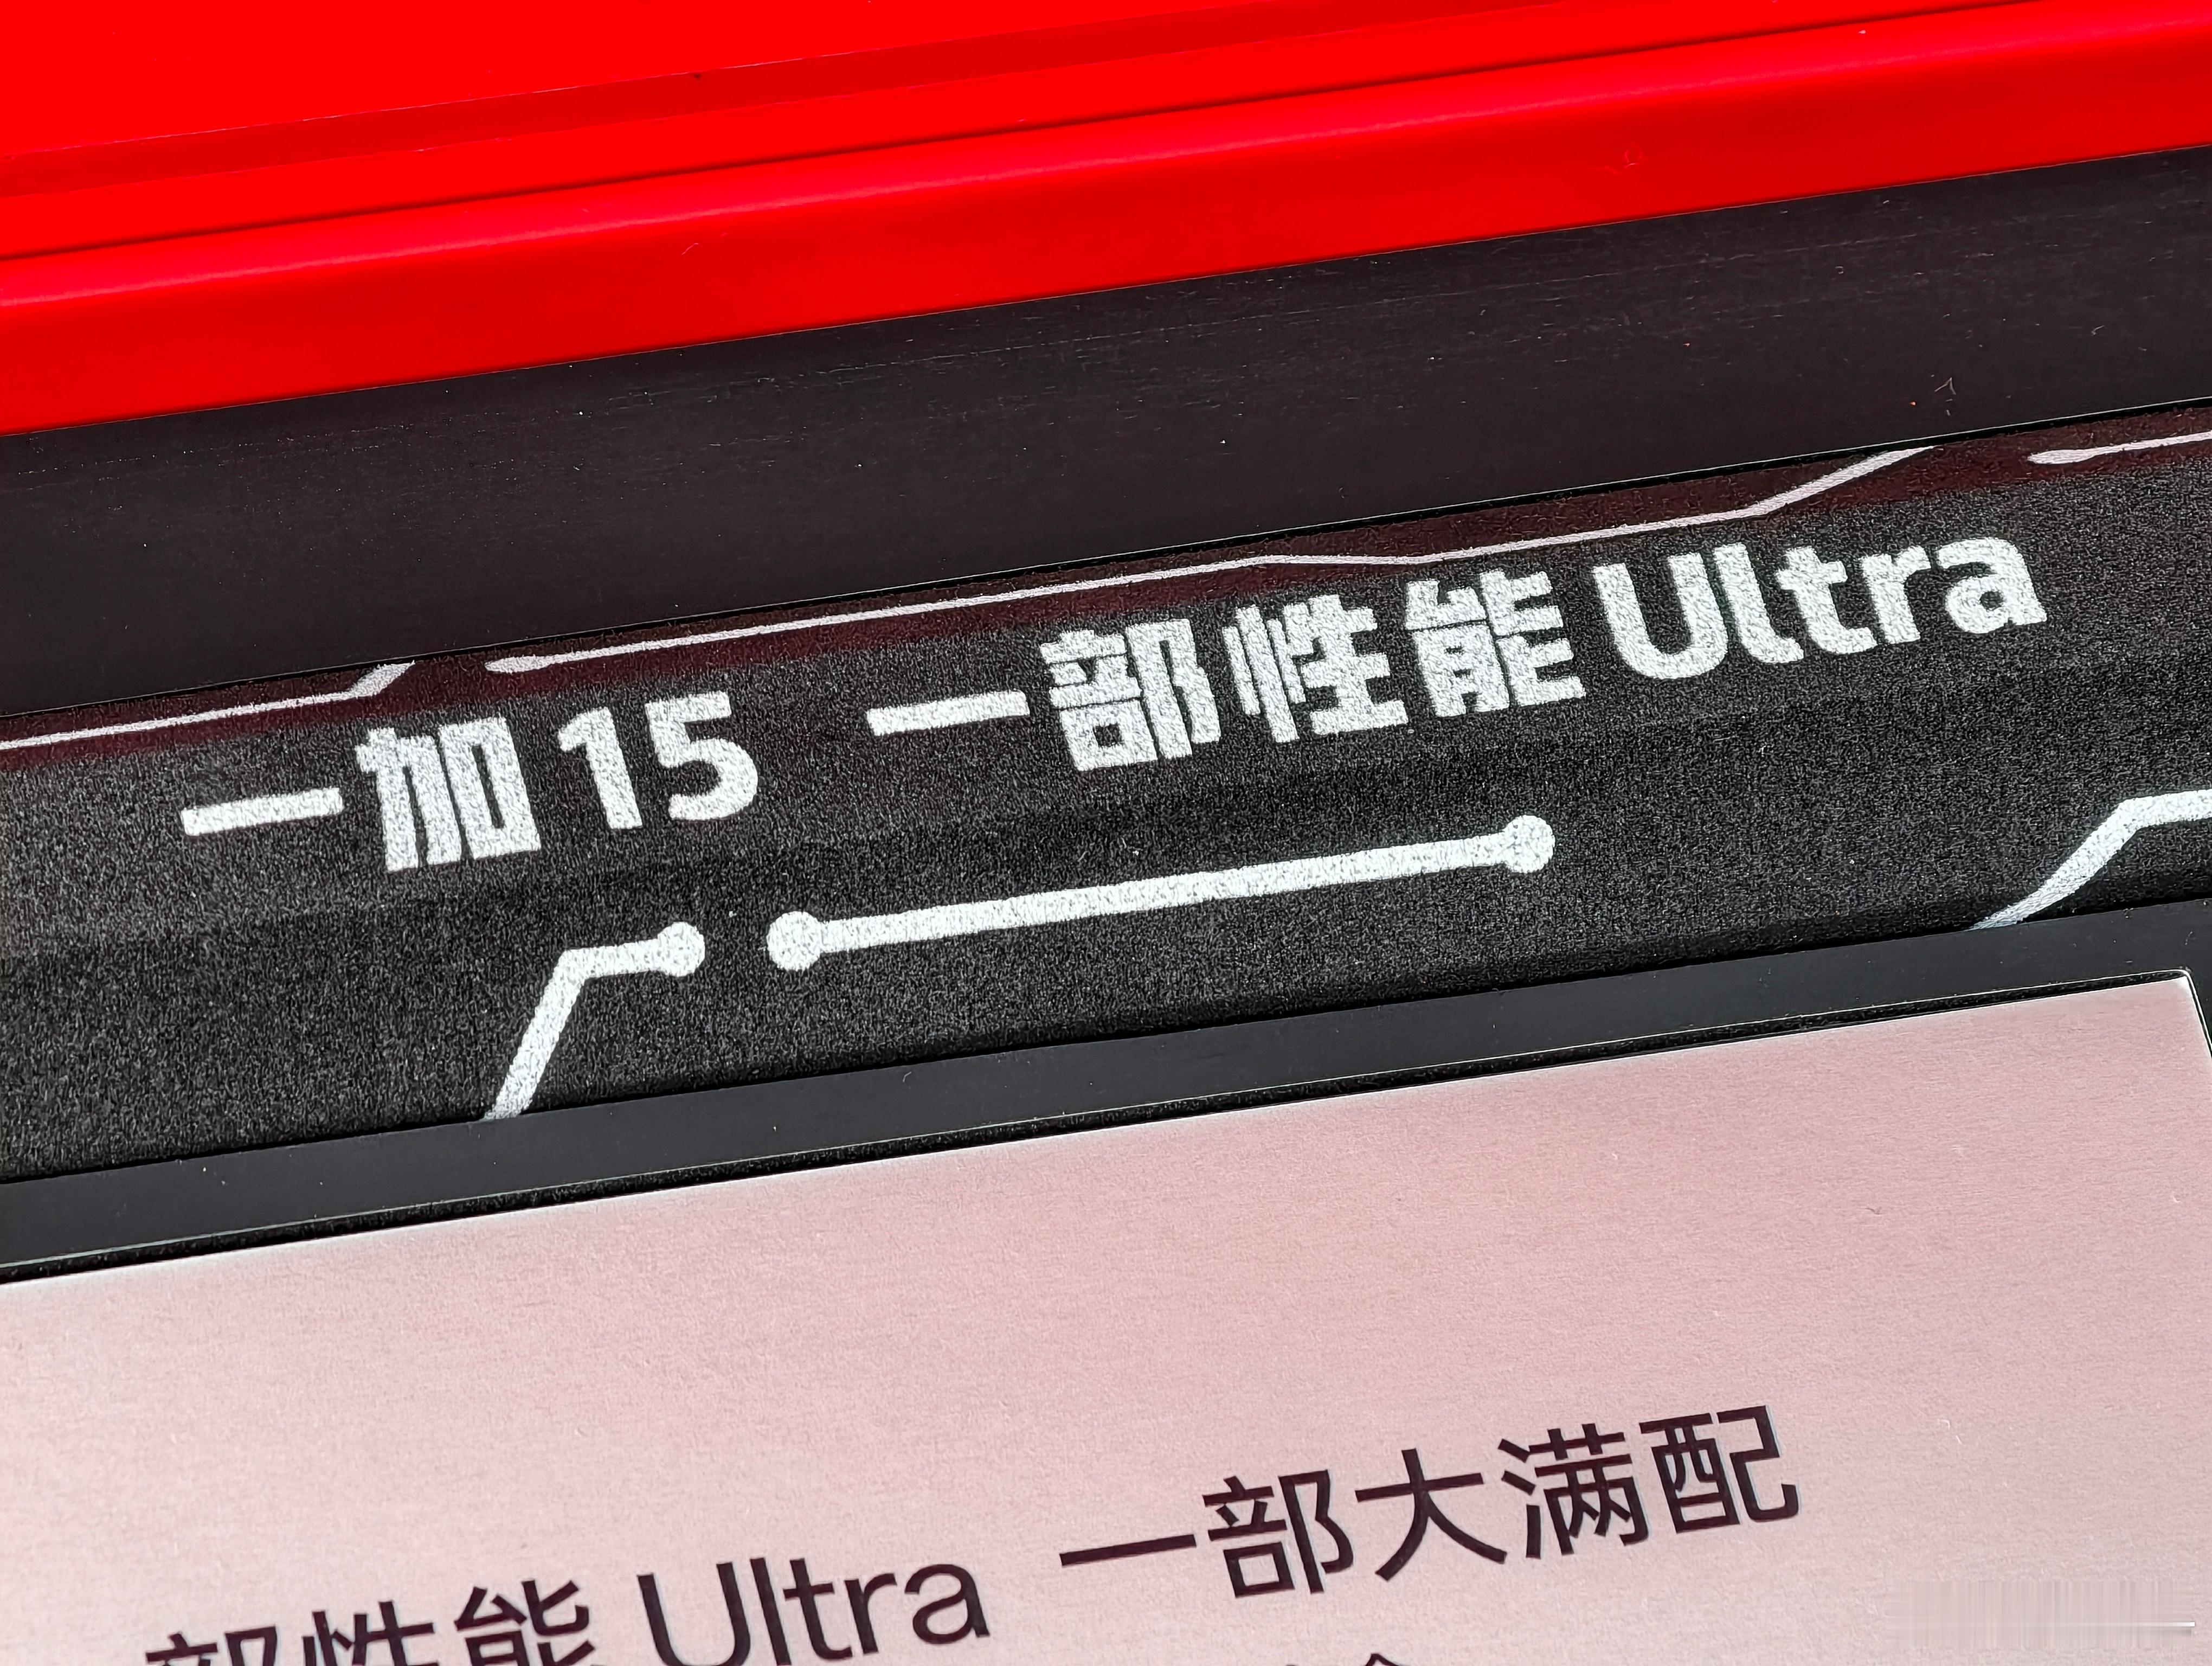 一加 15 一部性能 Ultra
部性能 Ultra 一部大满配